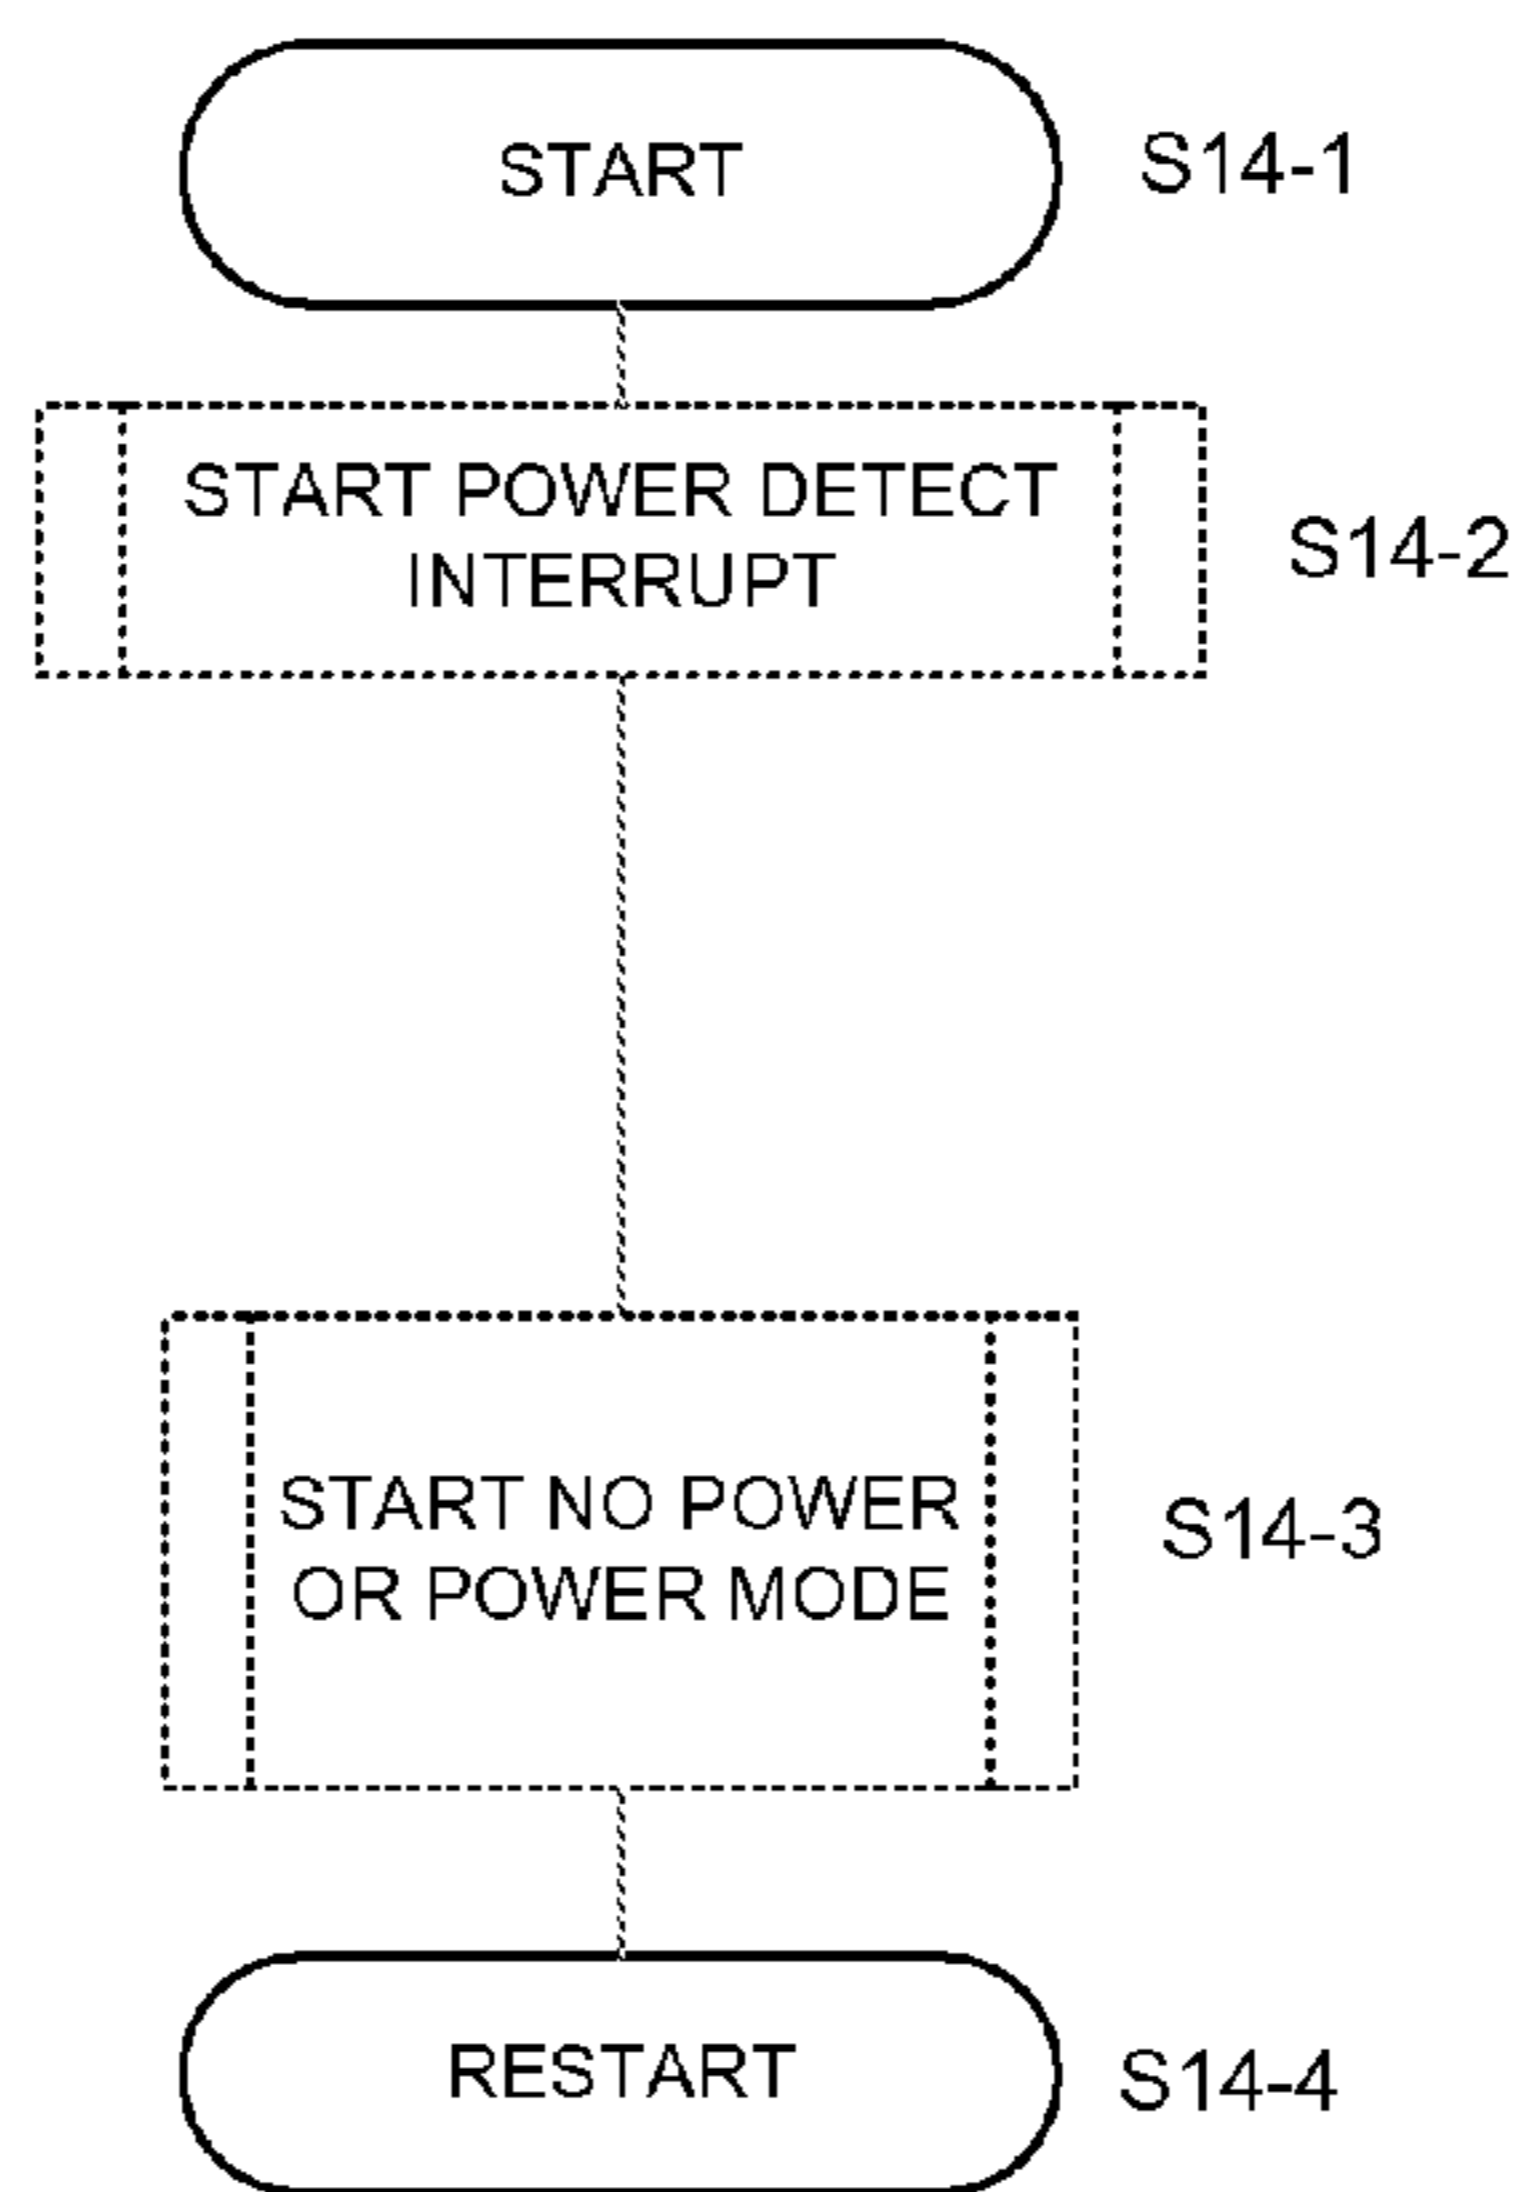 START
S14-1
START POWER DETECT
INTERRUPT
S14-2
START NO POWER
OR POWER MODE
S14-3
RESTART
S14-4